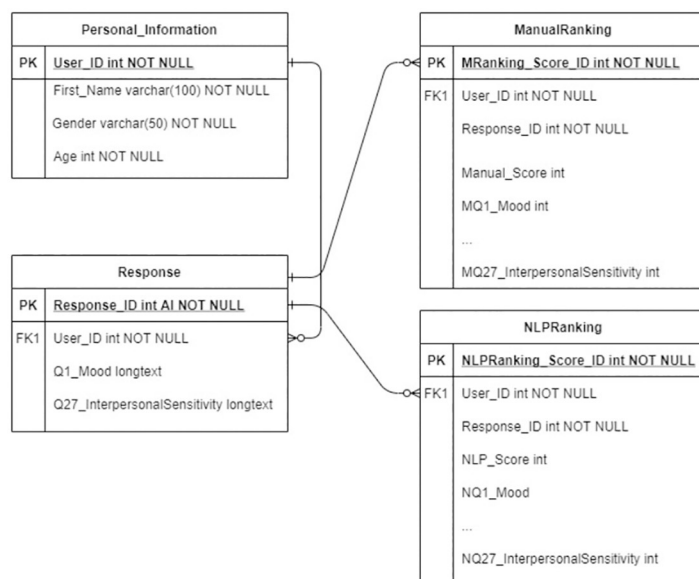 Personal_Information
PK User_ID int NOT NULL
First_Name varchar(100) NOT NULL
Gender varchar(50) NOT NULL
Age int NOT NULL
Response
PK Response_ID int AI NOT NULL
FK1 User_ID int NOT NULL
Q1_Mood longtext
Q27_InterpersonalSensitivity longtext
ManualRanking
PK MRanking_Score_ID int NOT NULL
FK1 User_ID int NOT NULL
Response_ID int NOT NULL
Manual_Score int
MQ1_Mood int
...
MQ27_InterpersonalSensitivity int
NLPRanking
PK NLPRanking_Score_ID int NOT NULL
FK1 User_ID int NOT NULL
Response_ID int NOT NULL
NLP_Score int
NQ1_Mood
...
NQ27_InterpersonalSensitivity int